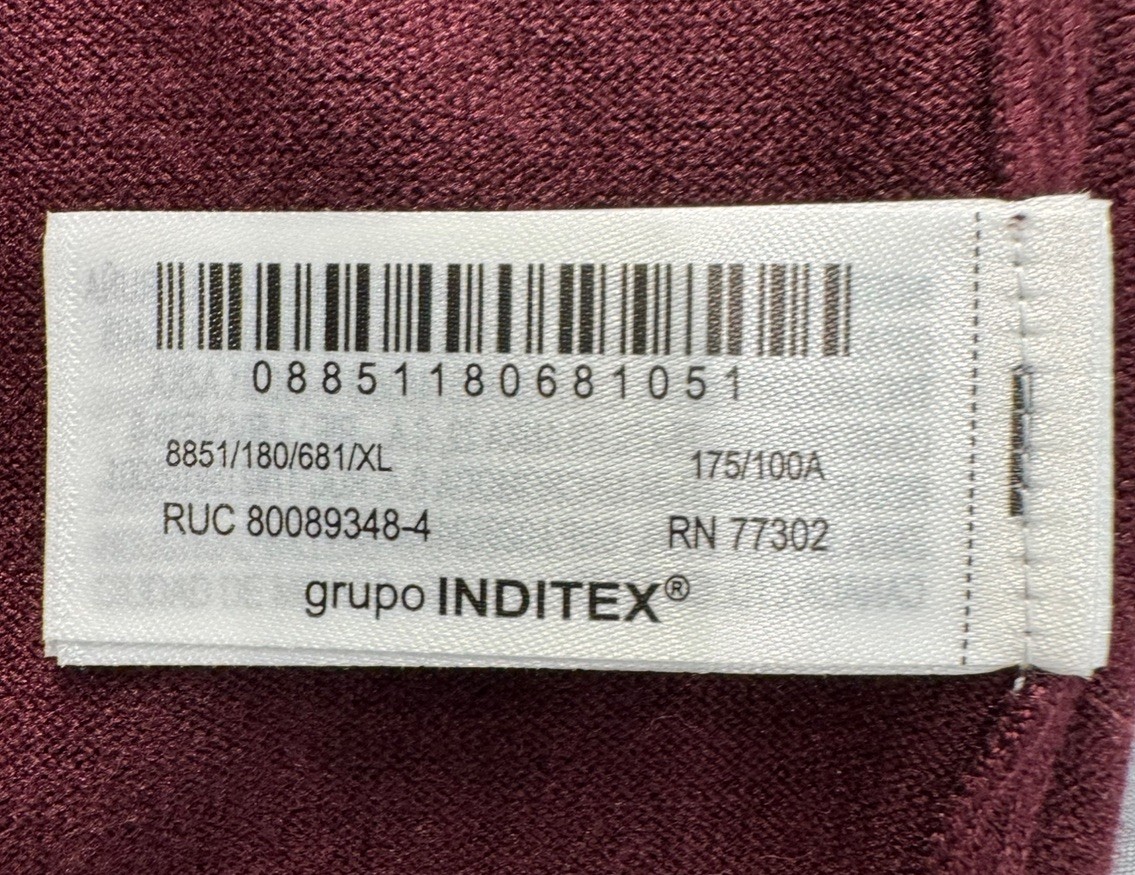 08851180681051
8851/180/681/XL 175/100A
RUC 80089348-4 RN 77302
grupo INDITEX®